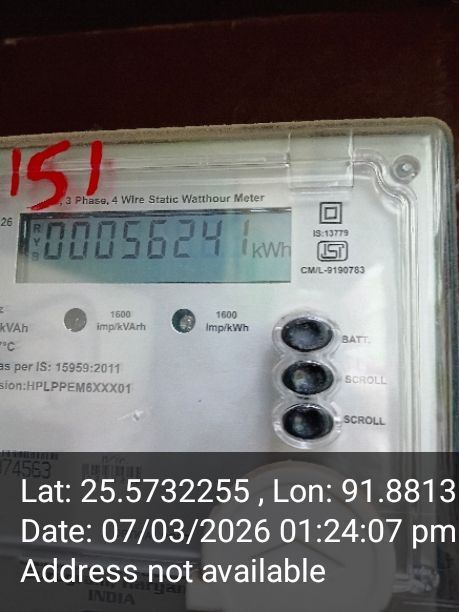 151
, 3 Phase, 4 Wire Static Watthour Meter
26
R
Y
B
00056241 kWh
IS:13779
ISI
CM/L-9190783
kVAh
1600
imp/kVArh
1600
Imp/kWh
°C
BATT.
as per IS: 15959:2011
SCROLL
sion:HPLPPEM6XXX01
SCROLL
74563
Lat: 25.5732255 , Lon: 91.8813
Date: 07/03/2026 01:24:07 pm
Address not available
INDIA